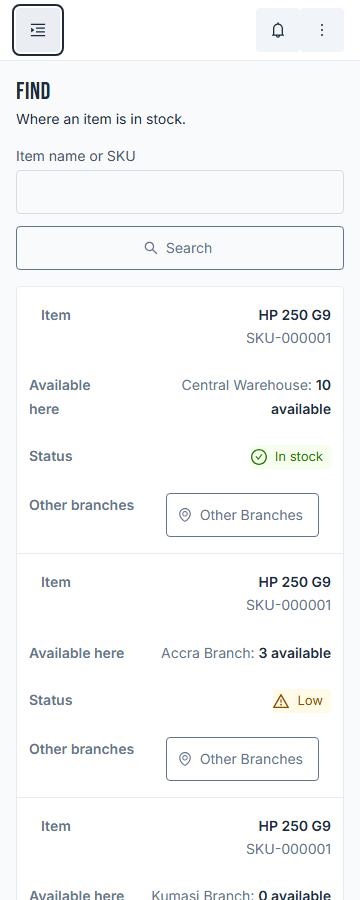 FIND
Where an item is in stock.
Item name or SKU
Search
Item HP 250 G9
SKU-000001
Available here Central Warehouse: 10 available
Status In stock
Other branches Other Branches
Item HP 250 G9
SKU-000001
Available here Accra Branch: 3 available
Status Low
Other branches Other Branches
Item HP 250 G9
SKU-000001
Available here Kumasi Branch: 0 available